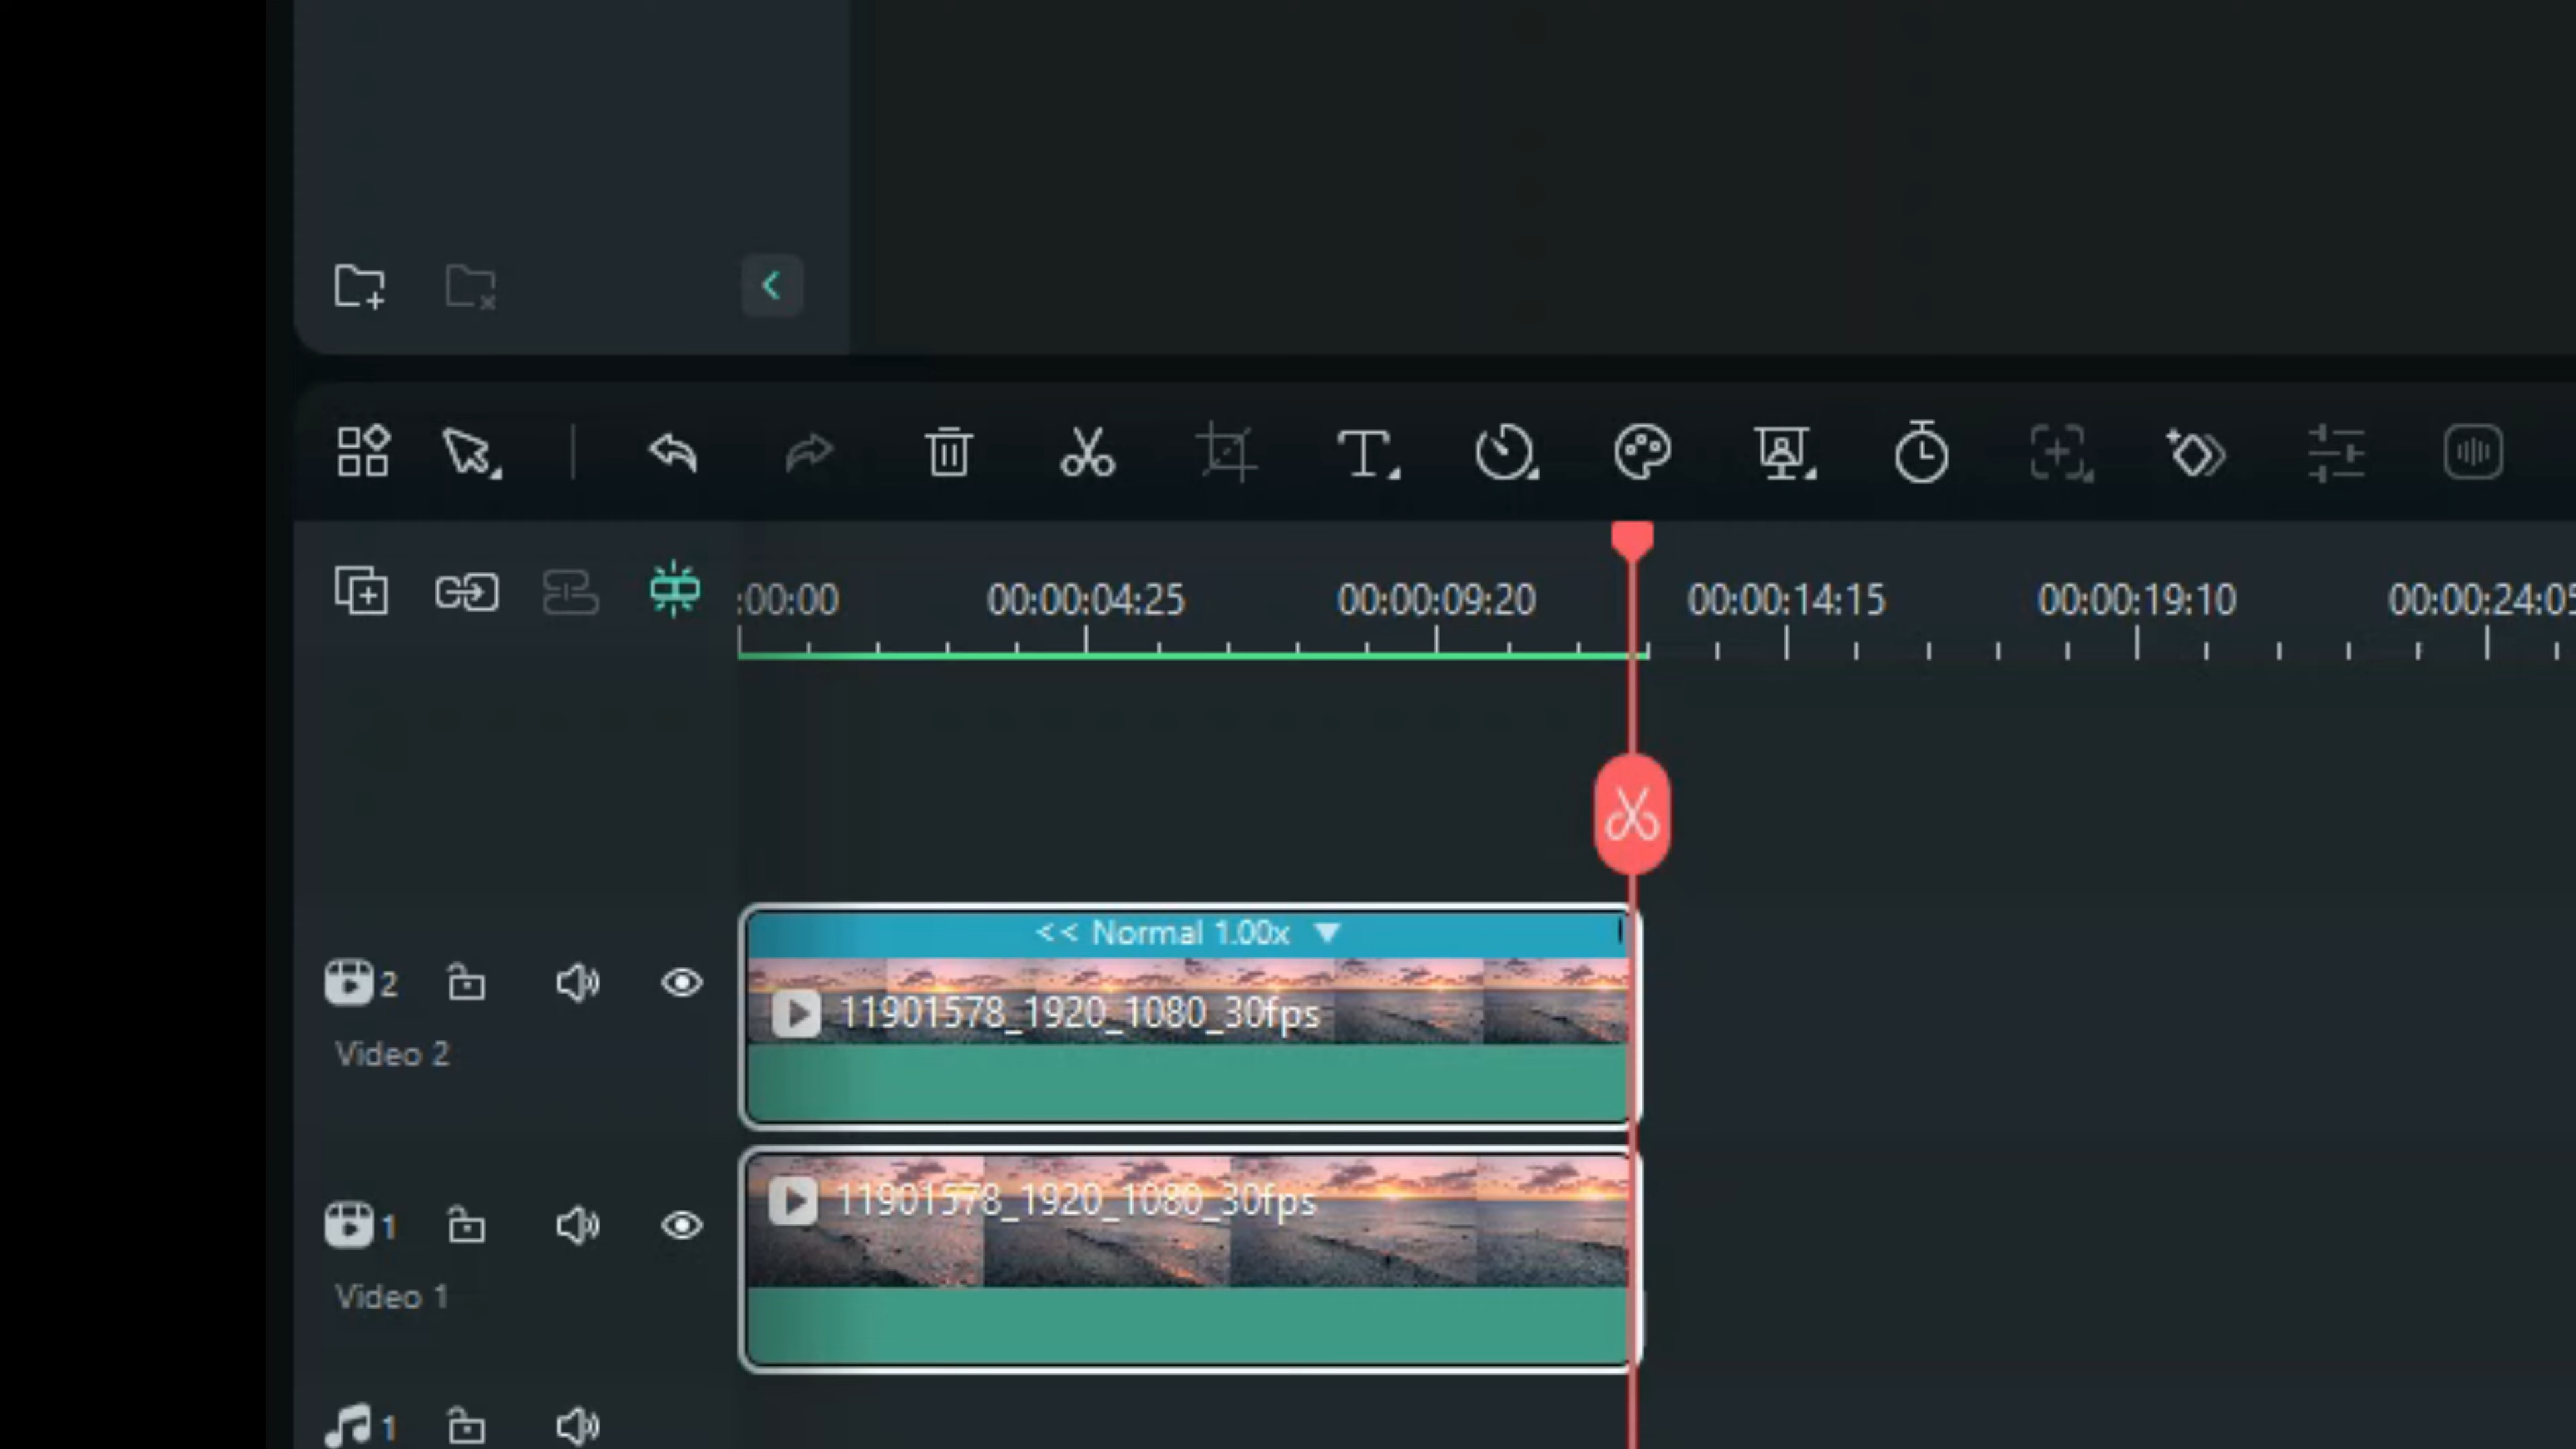 :00:00 00:00:04:25 00:00:09:20 00:00:14:15 00:00:19:10 00:00:24:05
<< Normal 1.00x
2
11901578_1920_1080_30fps
Video 2
11901578_1920_1080_30fps
1
Video 1
1